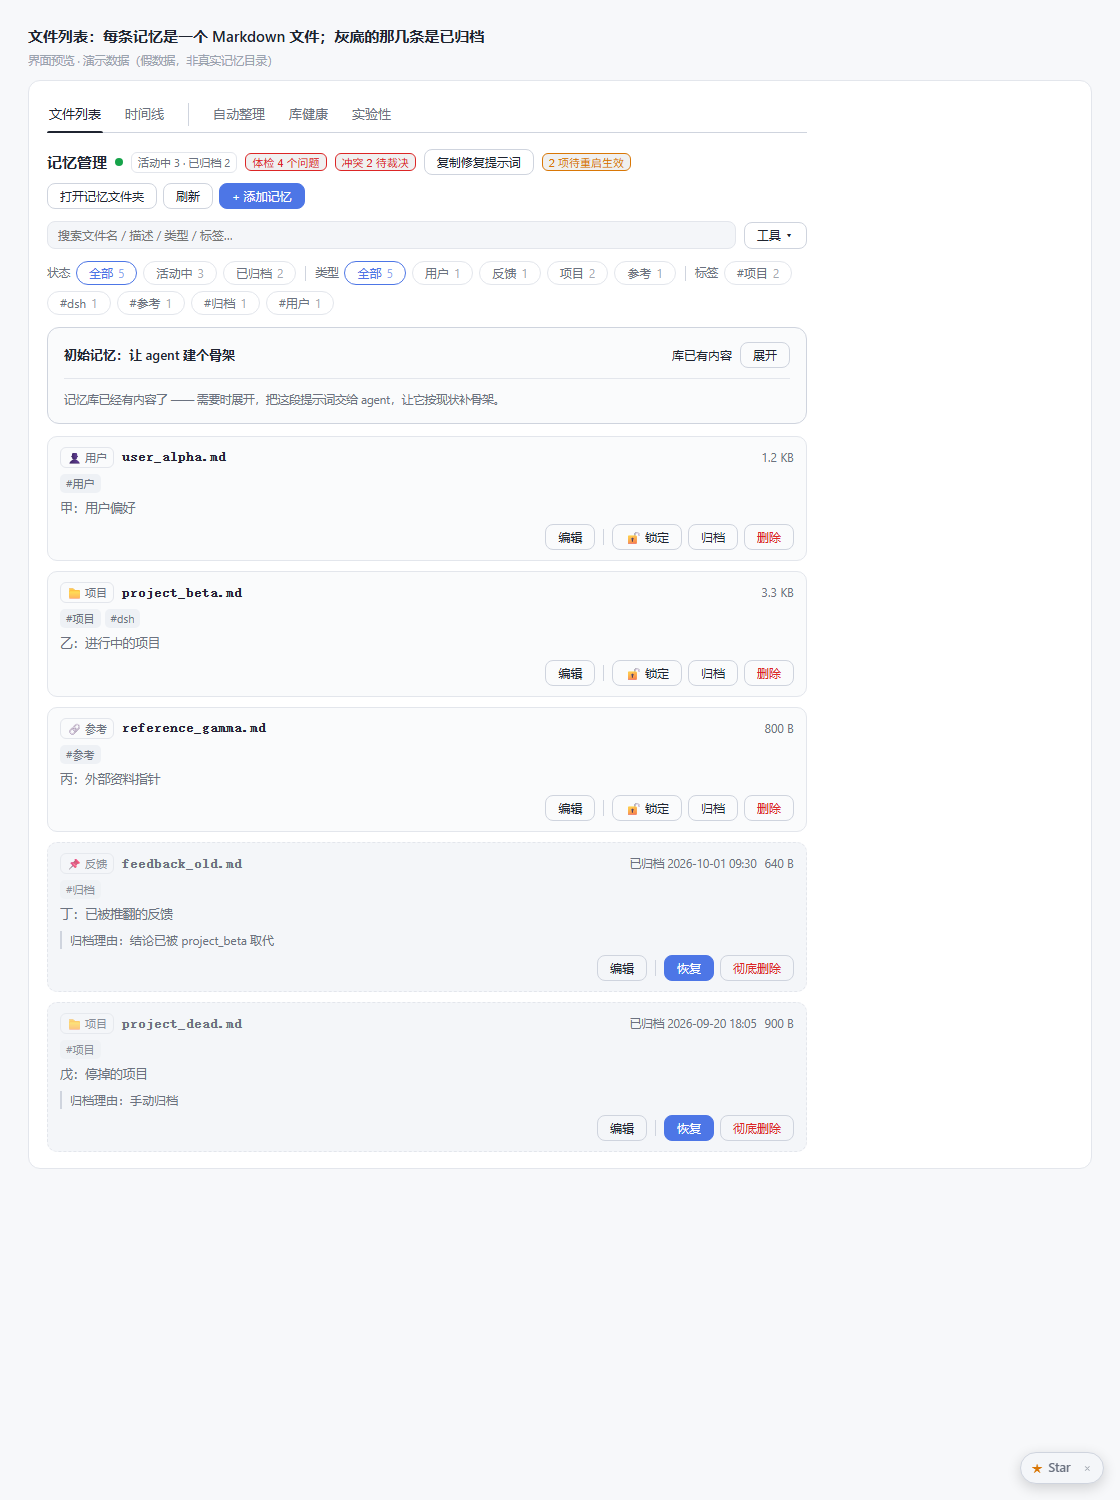 文件列表：每条记忆是一个 Markdown 文件；灰底的那几条是已归档
界面预览 · 演示数据（假数据，非真实记忆目录）
文件列表 时间线 自动整理 库健康 实验性
记忆管理 活动中 3 · 已归档 2 体检 4 个问题 冲突 2 待裁决 复制修复提示词 2 项待重启生效
打开记忆文件夹 刷新 + 添加记忆
搜索文件名 / 描述 / 类型 / 标签... 工具 ▾
状态 全部 5 活动中 3 已归档 2 类型 全部 5 用户 1 反馈 1 项目 2 参考 1 标签 #项目 2
#dsh 1 #参考 1 #归档 1 #用户 1
初始记忆：让 agent 建个骨架 库已有内容 展开
记忆库已经有内容了 —— 需要时展开，把这段提示词交给 agent，让它按现状补骨架。
用户 user_alpha.md 1.2 KB
#用户
甲：用户偏好
编辑 锁定 归档 删除
项目 project_beta.md 3.3 KB
#项目 #dsh
乙：进行中的项目
编辑 锁定 归档 删除
参考 reference_gamma.md 800 B
#参考
丙：外部资料指针
编辑 锁定 归档 删除
反馈 feedback_old.md 已归档 2026-10-01 09:30 640 B
#归档
丁：已被推翻的反馈
归档理由：结论已被 project_beta 取代
编辑 恢复 彻底删除
项目 project_dead.md 已归档 2026-09-20 18:05 900 B
#项目
戊：停掉的项目
归档理由：手动归档
编辑 恢复 彻底删除
★ Star ×